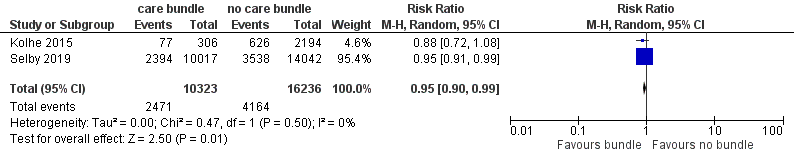 care bundle no care bundle Risk Ratio Risk Ratio
Study or Subgroup Events Total Events Total Weight M-H, Random, 95% CI M-H, Random, 95% CI
Kolhe 2015 77 306 626 2194 4.6% 0.88 [0.72, 1.08]
Selby 2019 2394 10017 3538 14042 95.4% 0.95 [0.91, 0.99]
Total (95% CI) 10323 16236 100.0% 0.95 [0.90, 0.99]
Total events 2471 4164
Heterogeneity: Tau² = 0.00; Chi² = 0.47, df = 1 (P = 0.50); I² = 0%
Test for overall effect: Z = 2.50 (P = 0.01)
0.01 0.1 1 10 100
Favours bundle Favours no bundle